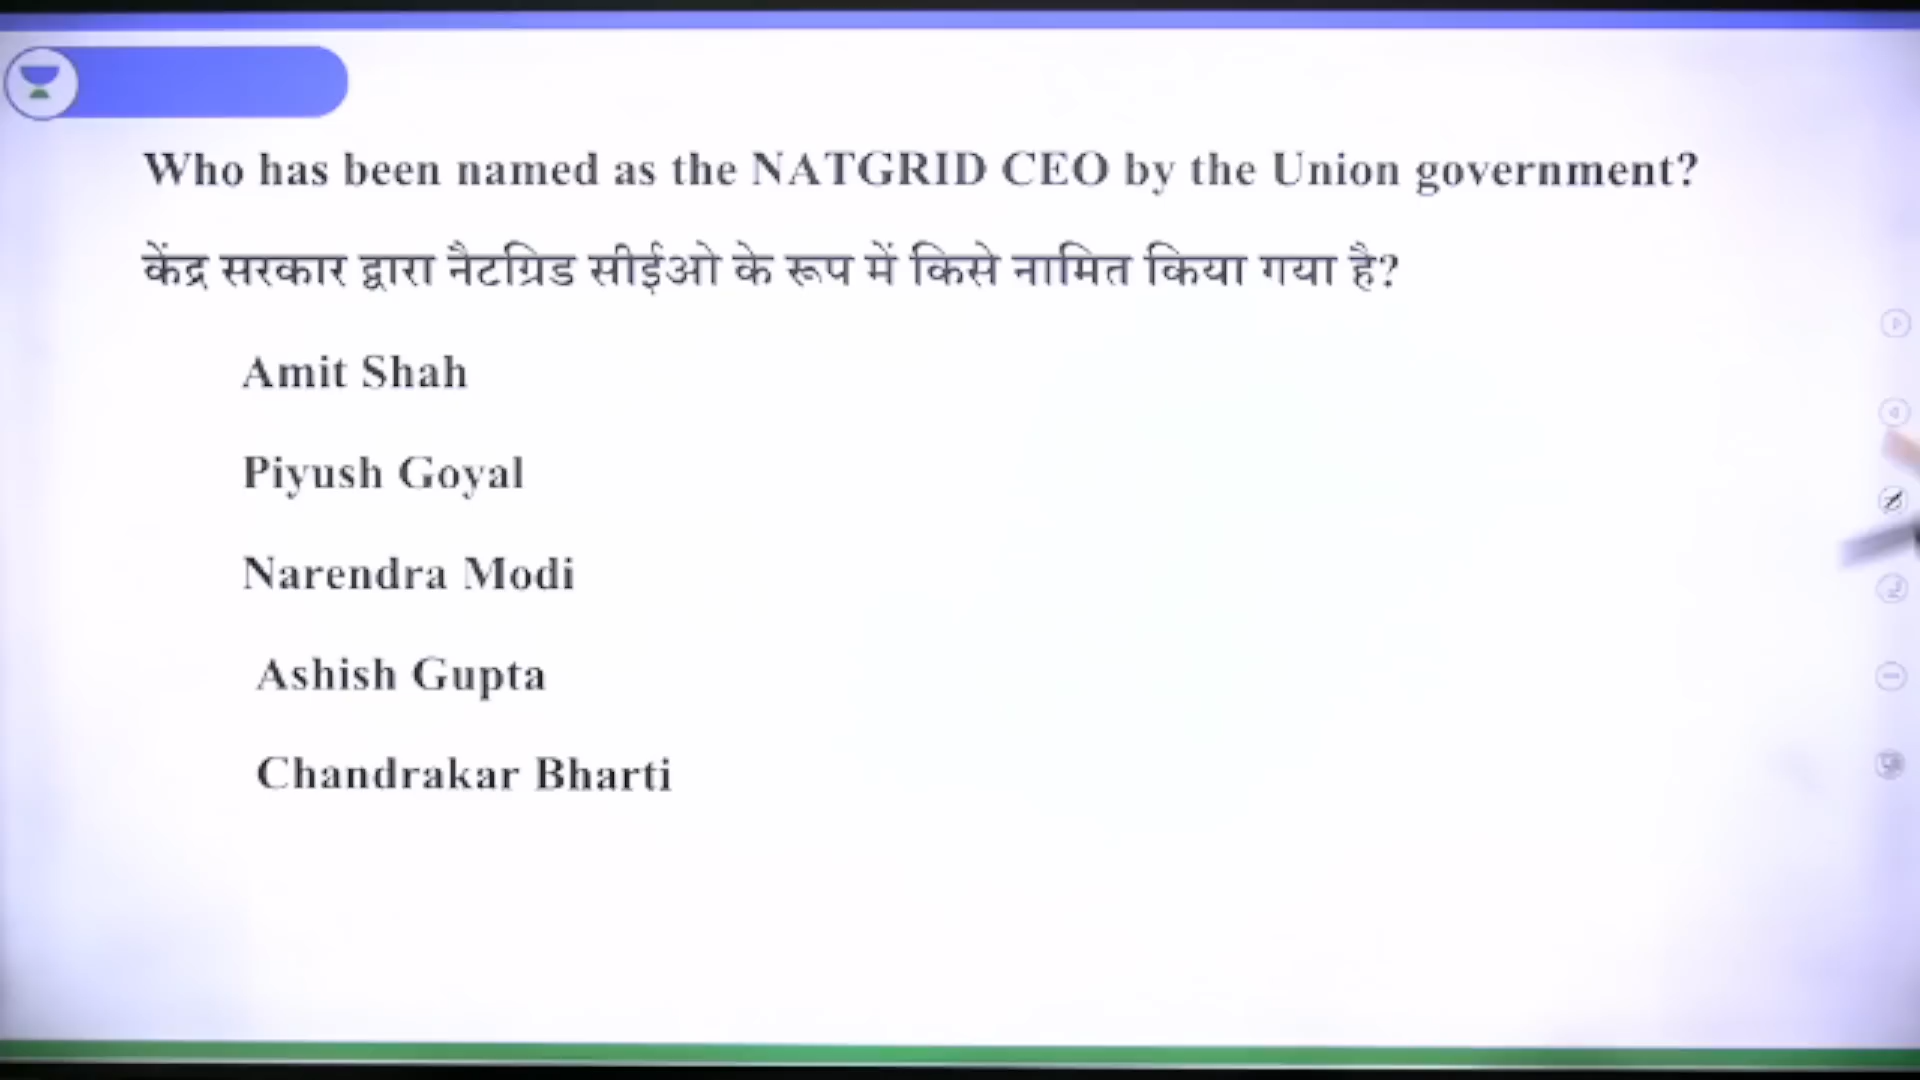 Who has been named as the NATGRID CEO by the Union government?
केंद्र सरकार द्वारा नैटग्रिड सीईओ के रूप में किसे नामित किया गया है?
Amit Shah
Piyush Goyal
Narendra Modi
Ashish Gupta
Chandrakar Bharti